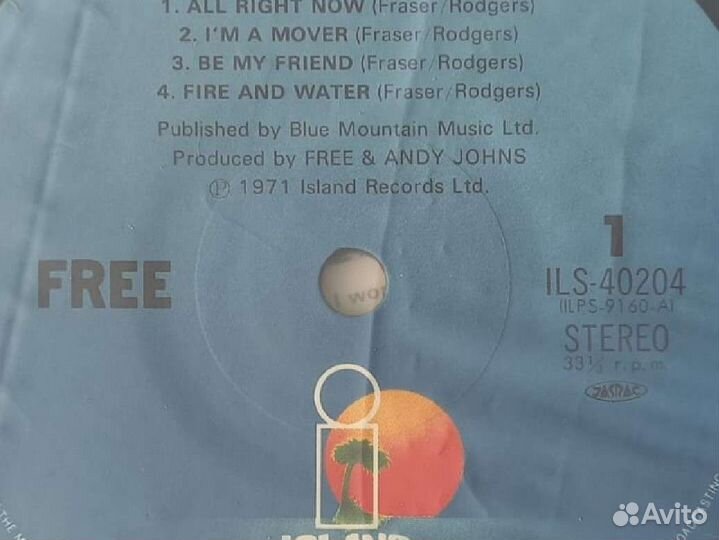 1. ALL RIGHT NOW (Fraser/Rodgers)
2. I'M A MOVER (Fraser/Rodgers)
3. BE MY FRIEND (Fraser/Rodgers)
4. FIRE AND WATER (Fraser/Rodgers)
Published by Blue Mountain Music Ltd.
Produced by FREE & ANDY JOHNS
Ⓟ 1971 Island Records Ltd.
FREE
1
ILS-40204
(ILPS-9160-A)
STEREO
33⅓ r.p.m.
JASRAC
i
ISLAND
THE
Avito